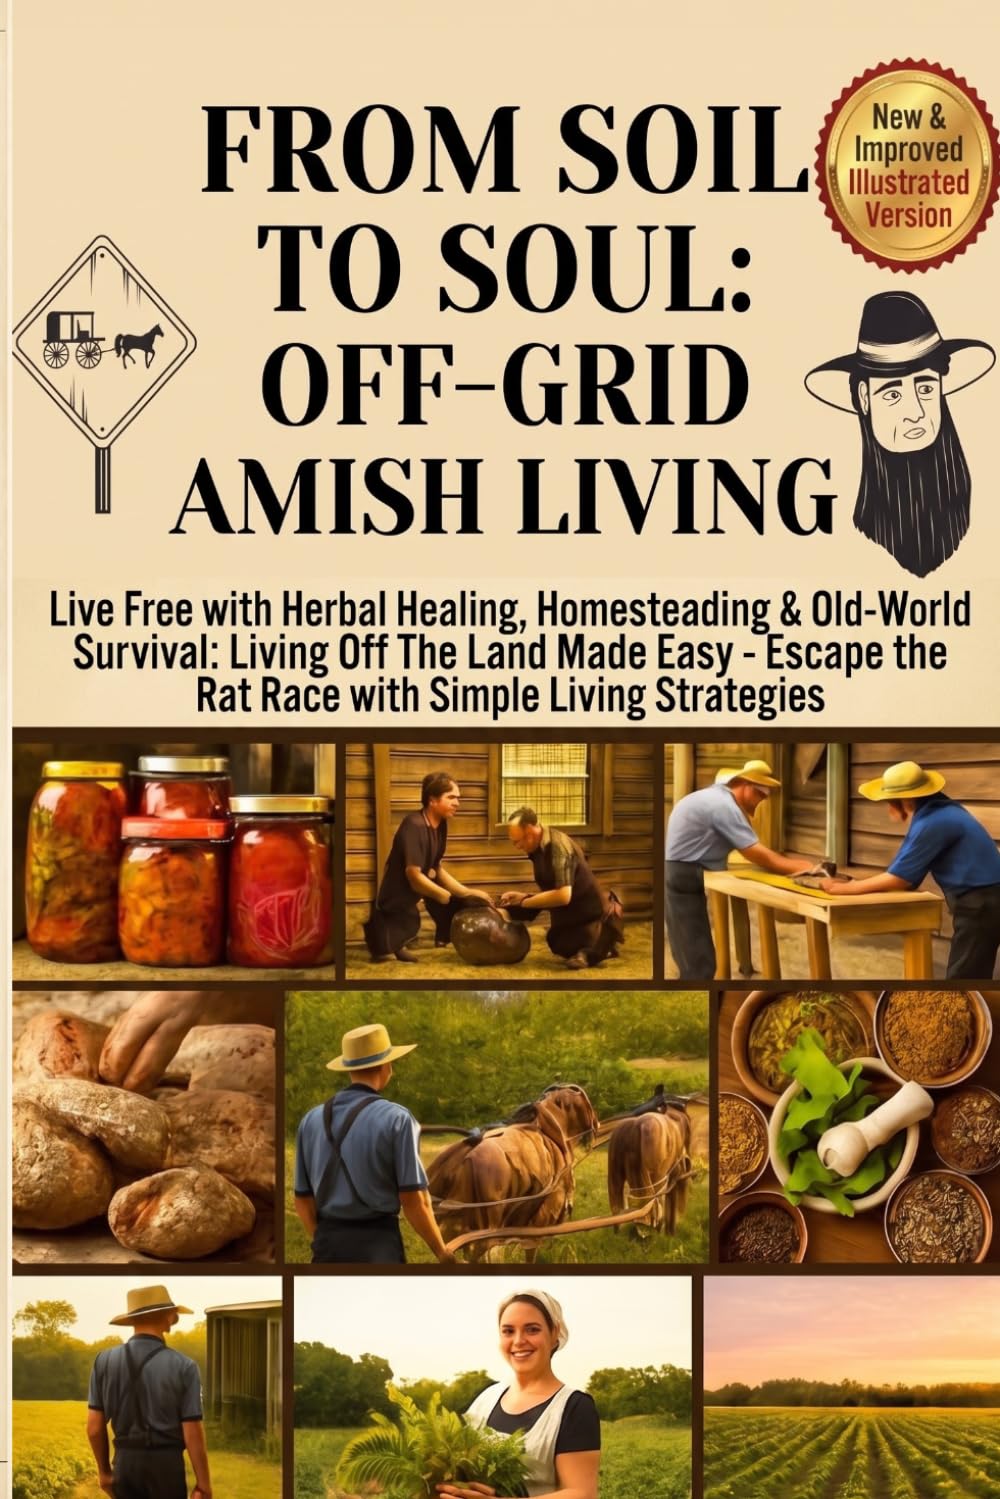 FROM SOIL
TO SOUL:
OFF-GRID
AMISH LIVING
New &
Improved
Illustrated
Version
Live Free with Herbal Healing, Homesteading & Old-World
Survival: Living Off The Land Made Easy - Escape the
Rat Race with Simple Living Strategies